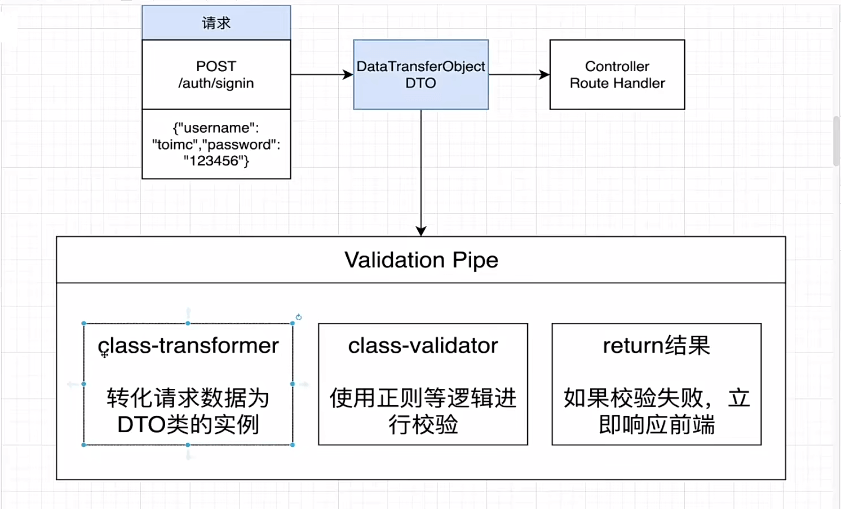 请求
POST
/auth/signin
{"username":
"toimc","password":
"123456"}
DataTransferObject
DTO
Controller
Route Handler
Validation Pipe
class-transformer
转化请求数据为
DTO类的实例
class-validator
使用正则等逻辑进
行校验
return结果
如果校验失败，立
即响应前端